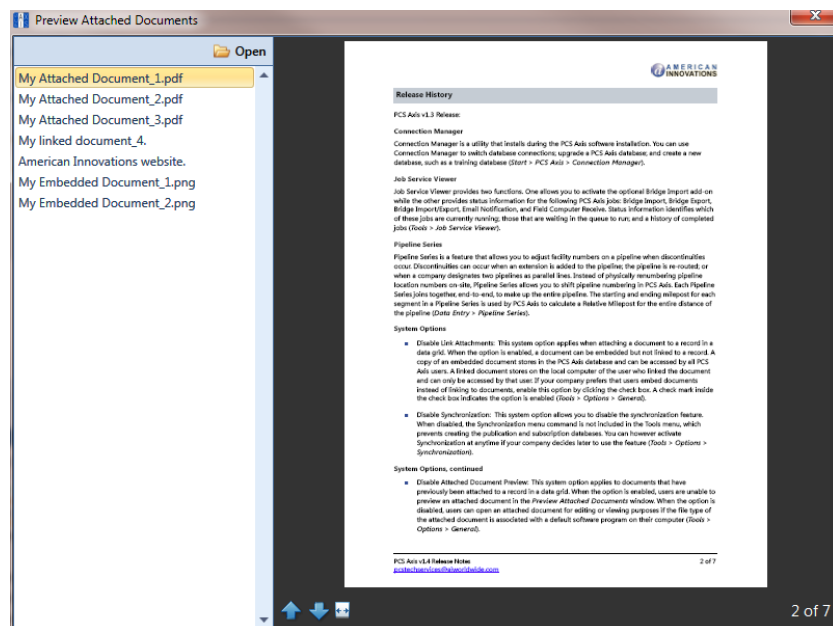 Preview Attached Documents
Open
My Attached Document_1.pdf
My Attached Document_2.pdf
My Attached Document_3.pdf
My linked document_4.
American Innovations website.
My Embedded Document_1.png
My Embedded Document_2.png
AMERICAN
INNOVATIONS
Release History
PCS Axis v1.3 Release:
Connection Manager
Connection Manager is a utility that installs during the PCS Axis software installation. You can use
Connection Manager to switch database connections; upgrade a PCS Axis database; and create a new
database, such as a training database (Start > PCS Axis > Connection Manager).
Job Service Viewer
Job Service Viewer provides two functions. One allows you to activate the optional Bridge Import add-on
while the other provides status information for the following PCS Axis jobs: Bridge Import, Bridge Export,
Bridge Import/Export, Email Notification, and Field Computer Receive. Status information identifies which
of these jobs are currently running; those that are waiting in the queue to run; and a history of completed
jobs (Tools > Job Service Viewer).
Pipeline Series
Pipeline Series is a feature that allows you to adjust facility numbers on a pipeline when discontinuities
occur. Discontinuities can occur when an extension is added to the pipeline; the pipeline is re-routed; or
when a company designates two pipelines as parallel lines. Instead of physically renumbering pipeline
location numbers on-site, Pipeline Series allows you to shift pipeline numbering in PCS Axis. Each Pipeline
Series joins together, end-to-end, to make up the entire pipeline. The starting and ending milepost for each
segment in a Pipeline Series is used by PCS Axis to calculate a Relative Milepost for the entire distance of
the pipeline (Data Entry > Pipeline Series).
System Options
Disable Link Attachments: This system option applies when attaching a document to a record in a
data grid. When the option is enabled, a document can be embedded but not linked to a record. A
copy of an embedded document stores in the PCS Axis database and can be accessed by all PCS
Axis users. A linked document stores on the local computer of the user who linked the document
and can only be accessed by that user. If your company prefers that users embed documents
instead of linking to documents, enable this option by clicking the check box. A check mark inside
the check box indicates the option is enabled (Tools > Options > General).
Disable Synchronization: This system option allows you to disable the synchronization feature.
When disabled, the Synchronization menu command is not included in the Tools menu, which
prevents creating the publication and subscription databases. You can however activate
Synchronization at anytime if your company decides later to use the feature (Tools > Options >
Synchronization).
System Options, continued
Disable Attached Document Preview: This system option applies to documents that have
previously been attached to a record in a data grid. When the option is enabled, users are unable to
preview an attached document in the Preview Attached Documents window. When the option is
disabled, users can open an attached document for editing or viewing purposes if the file type of
the attached document is associated with a default software program on their computer (Tools >
Options > General).
PCS Axis v1.4 Release Notes
2 of 7
pcstechservices@aiworldwide.com
2 of 7